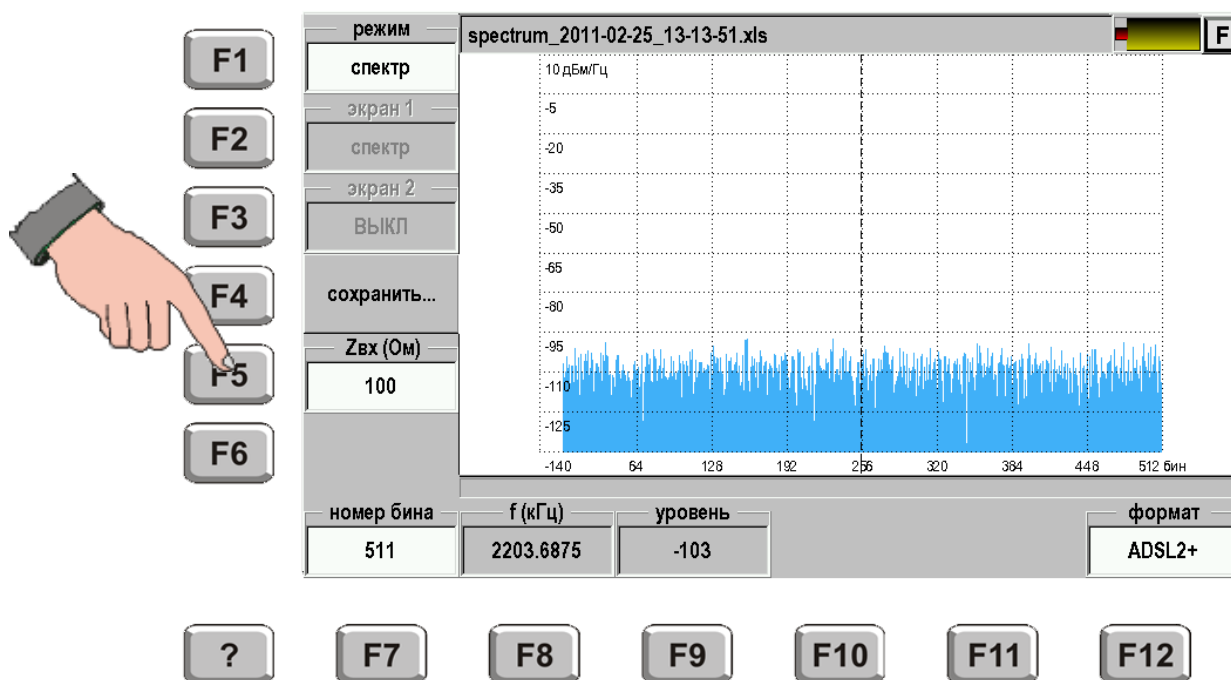 F1
F2
F3
F4
F5
F6
режим
спектр
экран 1
спектр
экран 2
ВЫКЛ
сохранить...
Zвх (Ом)
100
spectrum_2011-02-25_13-13-51.xls
F
10 дБм/Гц
-5
-20
-35
-50
-65
-80
-95
-110
-125
-140 64 128 192 256 320 384 448 512 бин
номер бина
511
f (кГц)
2203.6875
уровень
-103
формат
ADSL2+
? F7 F8 F9 F10 F11 F12